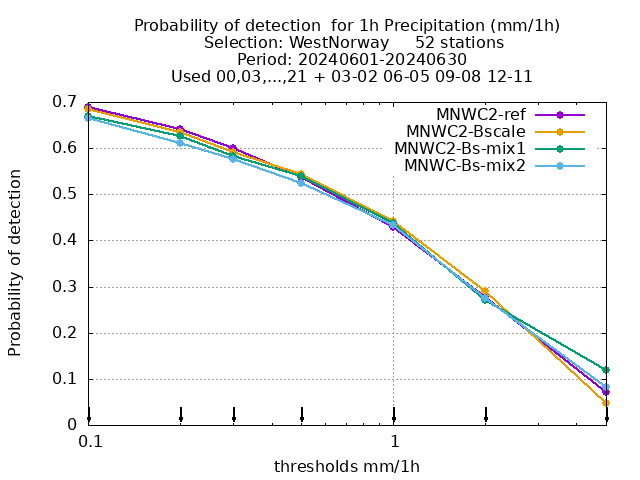 Probability of detection  for 1h Precipitation (mm/1h)
Selection: WestNorway     52 stations
Period: 20240601-20240630
Used 00,03,...,21 + 03-02 06-05 09-08 12-11
MNWC2-ref
MNWC2-Bscale
MNWC2-Bs-mix1
MNWC-Bs-mix2
0.7
0.6
0.5
0.4
0.3
0.2
0.1
0
Probability of detection
0.1
1
thresholds mm/1h